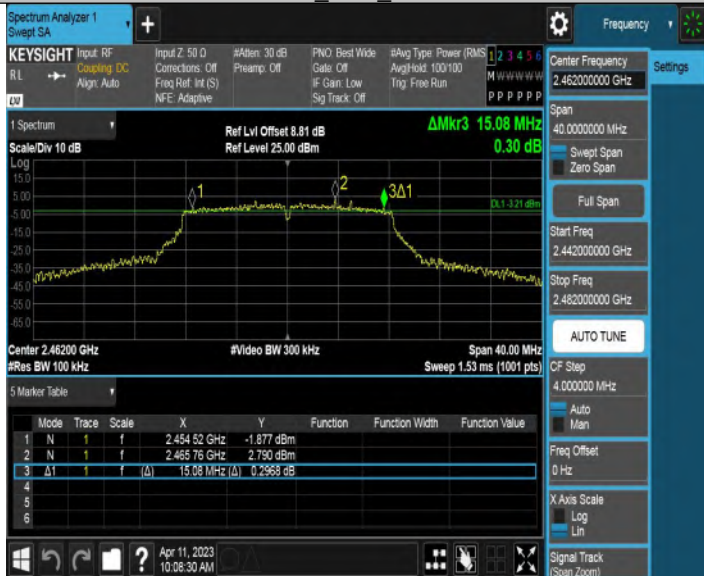 Spectrum Analyzer 1
Swept SA
Frequency
KEYSIGHT Input: RF
RL
Coupling: DC
Align: Auto
LXI
Input Z: 50 Ω
Corrections: Off
Freq Ref: Int (S)
NFE: Adaptive
#Atten: 30 dB
Preamp: Off
PNO: Best Wide
Gate: Off
IF Gain: Low
Sig Track: Off
#Avg Type: Power (RMS
Avg|Hold: 100/100
Trig: Free Run
1 2 3 4 5 6
M W W W W W
P P P P P P
Center Frequency
2.462000000 GHz
Settings
Span
40.0000000 MHz
Swept Span
Zero Span
Full Span
Start Freq
2.442000000 GHz
Stop Freq
2.482000000 GHz
AUTO TUNE
CF Step
4.000000 MHz
Auto
Man
Freq Offset
0 Hz
X Axis Scale
Log
Lin
Signal Track
(Span Zoom)
1 Spectrum
Scale/Div 10 dB
Ref Lvl Offset 8.81 dB
Ref Level 25.00 dBm
ΔMkr3 15.08 MHz
0.30 dB
Log
15.0
5.00
-5.00
-15.0
-25.0
-35.0
-45.0
-55.0
-65.0
1
2
3Δ1
DL1 -3.21 dBm
Center 2.46200 GHz
#Video BW 300 kHz
Span 40.00 MHz
#Res BW 100 kHz
Sweep 1.53 ms (1001 pts)
5 Marker Table
Mode Trace Scale X Y Function Function Width Function Value
1 N 1 f 2.454 52 GHz -1.877 dBm
2 N 1 f 2.465 76 GHz 2.790 dBm
3 Δ1 1 f (Δ) 15.08 MHz (Δ) 0.2968 dB
4
5
6
?
Apr 11, 2023
10:08:30 AM